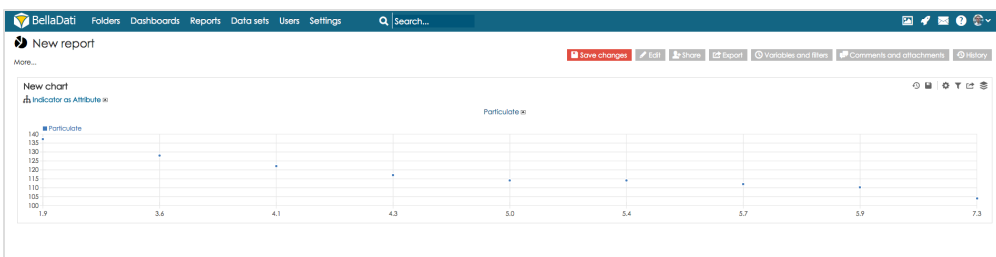 BellaDati Folders Dashboards Reports Data sets Users Settings Search...
New report
More...
Save changes Edit Share Export Variables and filters Comments and attachments History
New chart
Indicator as Attribute
Particulate
Particulate
140
135
130
125
120
115
110
105
100
1.9 3.6 4.1 4.3 5.0 5.4 5.7 5.9 7.3